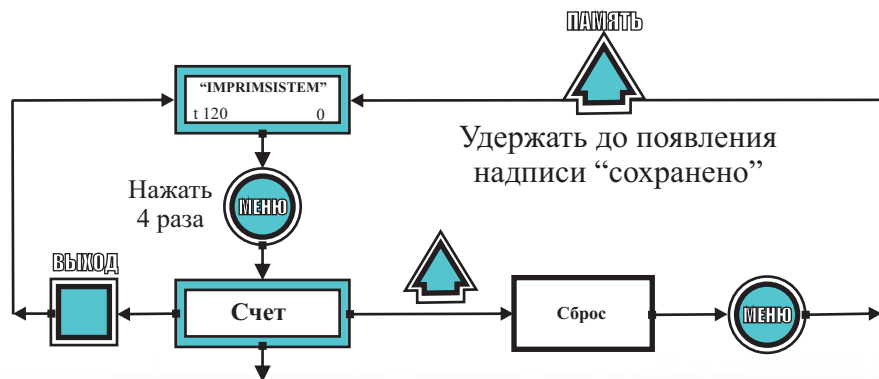 ПАМЯТЬ
“IMPRIMSISTEM”
t 120 0
Удержать до появления
надписи “сохранено”
Нажать
4 раза
МЕНЮ
ВЫХОД
Счет
Сброс
МЕНЮ